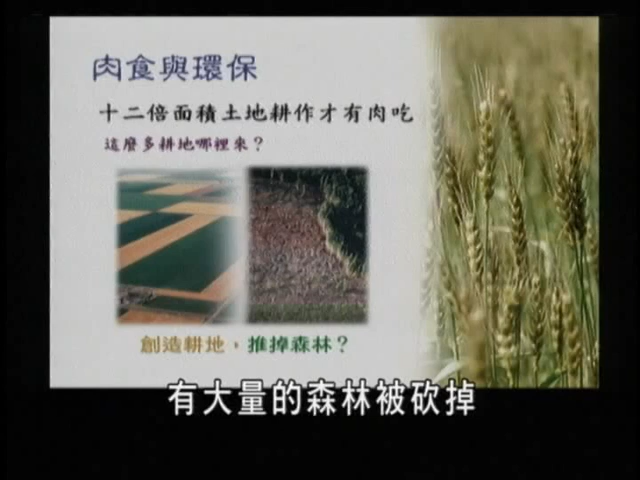 肉食與環保
十二倍面積土地耕作才有肉吃
這麼多耕地哪裡來？
創造耕地，推掉森林？
有大量的森林被砍掉